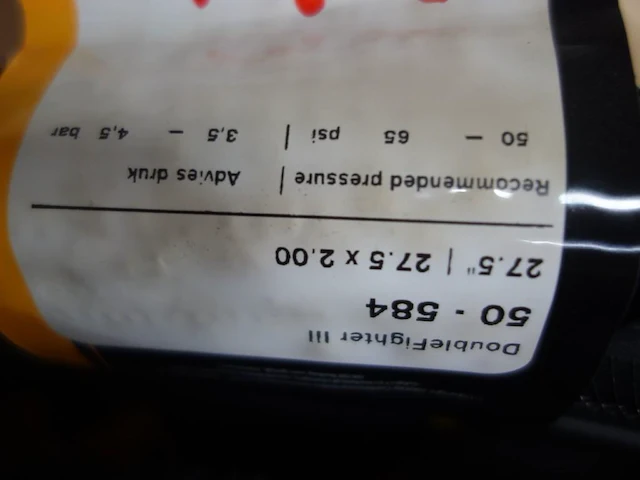 DoubleFighter III
50 - 584
27.5" | 27.5 x 2.00
Recommended pressure | Advies druk
50 – 65 psi | 3,5 – 4,5 bar